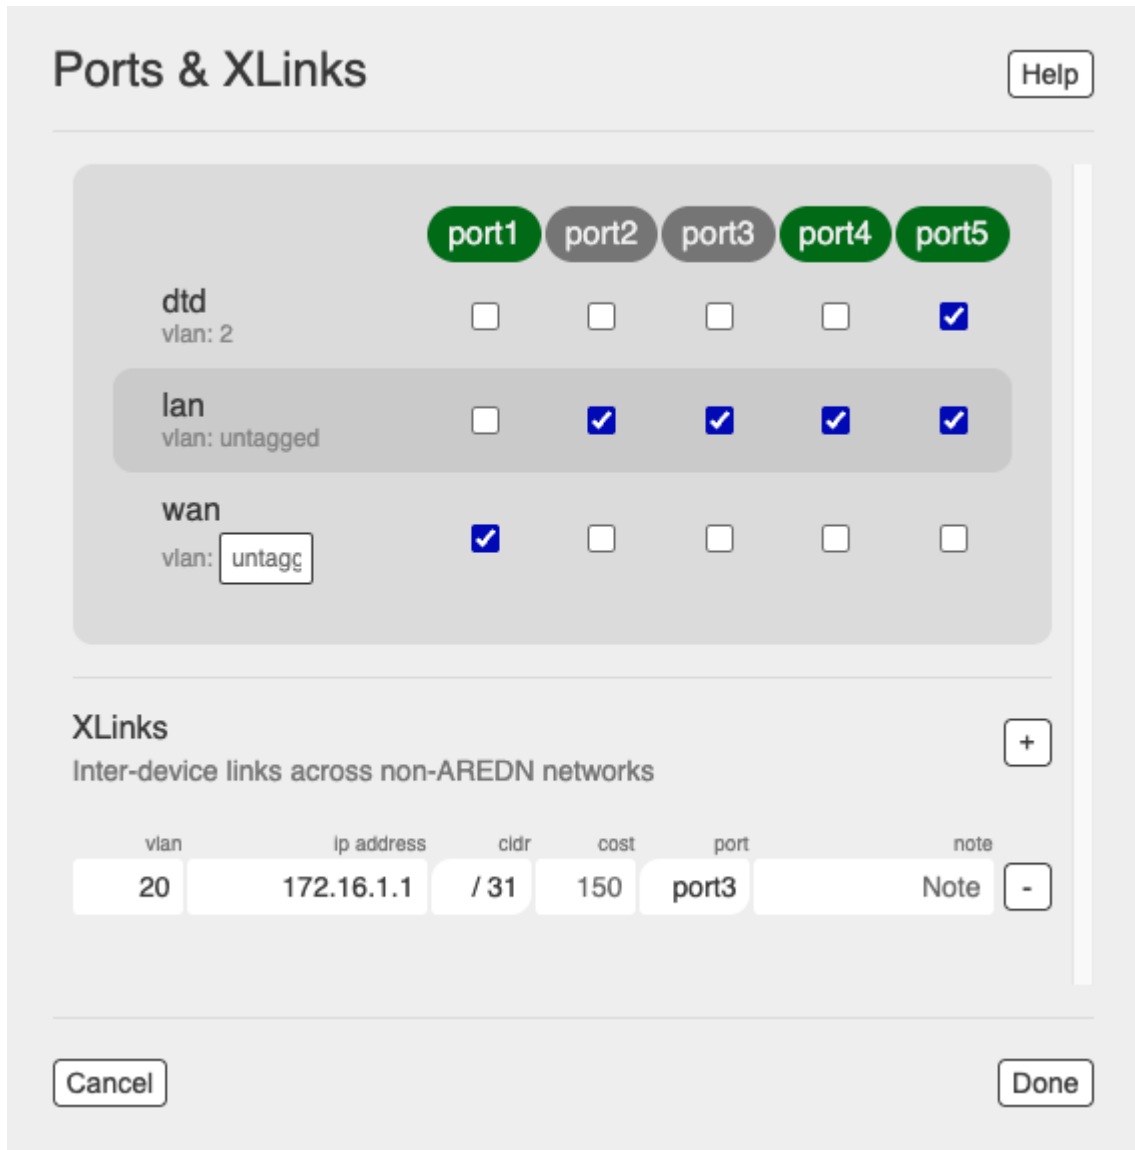 Ports & XLinks
Help
port1 port2 port3 port4 port5
dtd
vlan: 2
lan
vlan: untagged
wan
vlan: untagg
XLinks
+
Inter-device links across non-AREDN networks
vlan ip address cidr cost port note
20 172.16.1.1 / 31 150 port3 Note -
Cancel Done